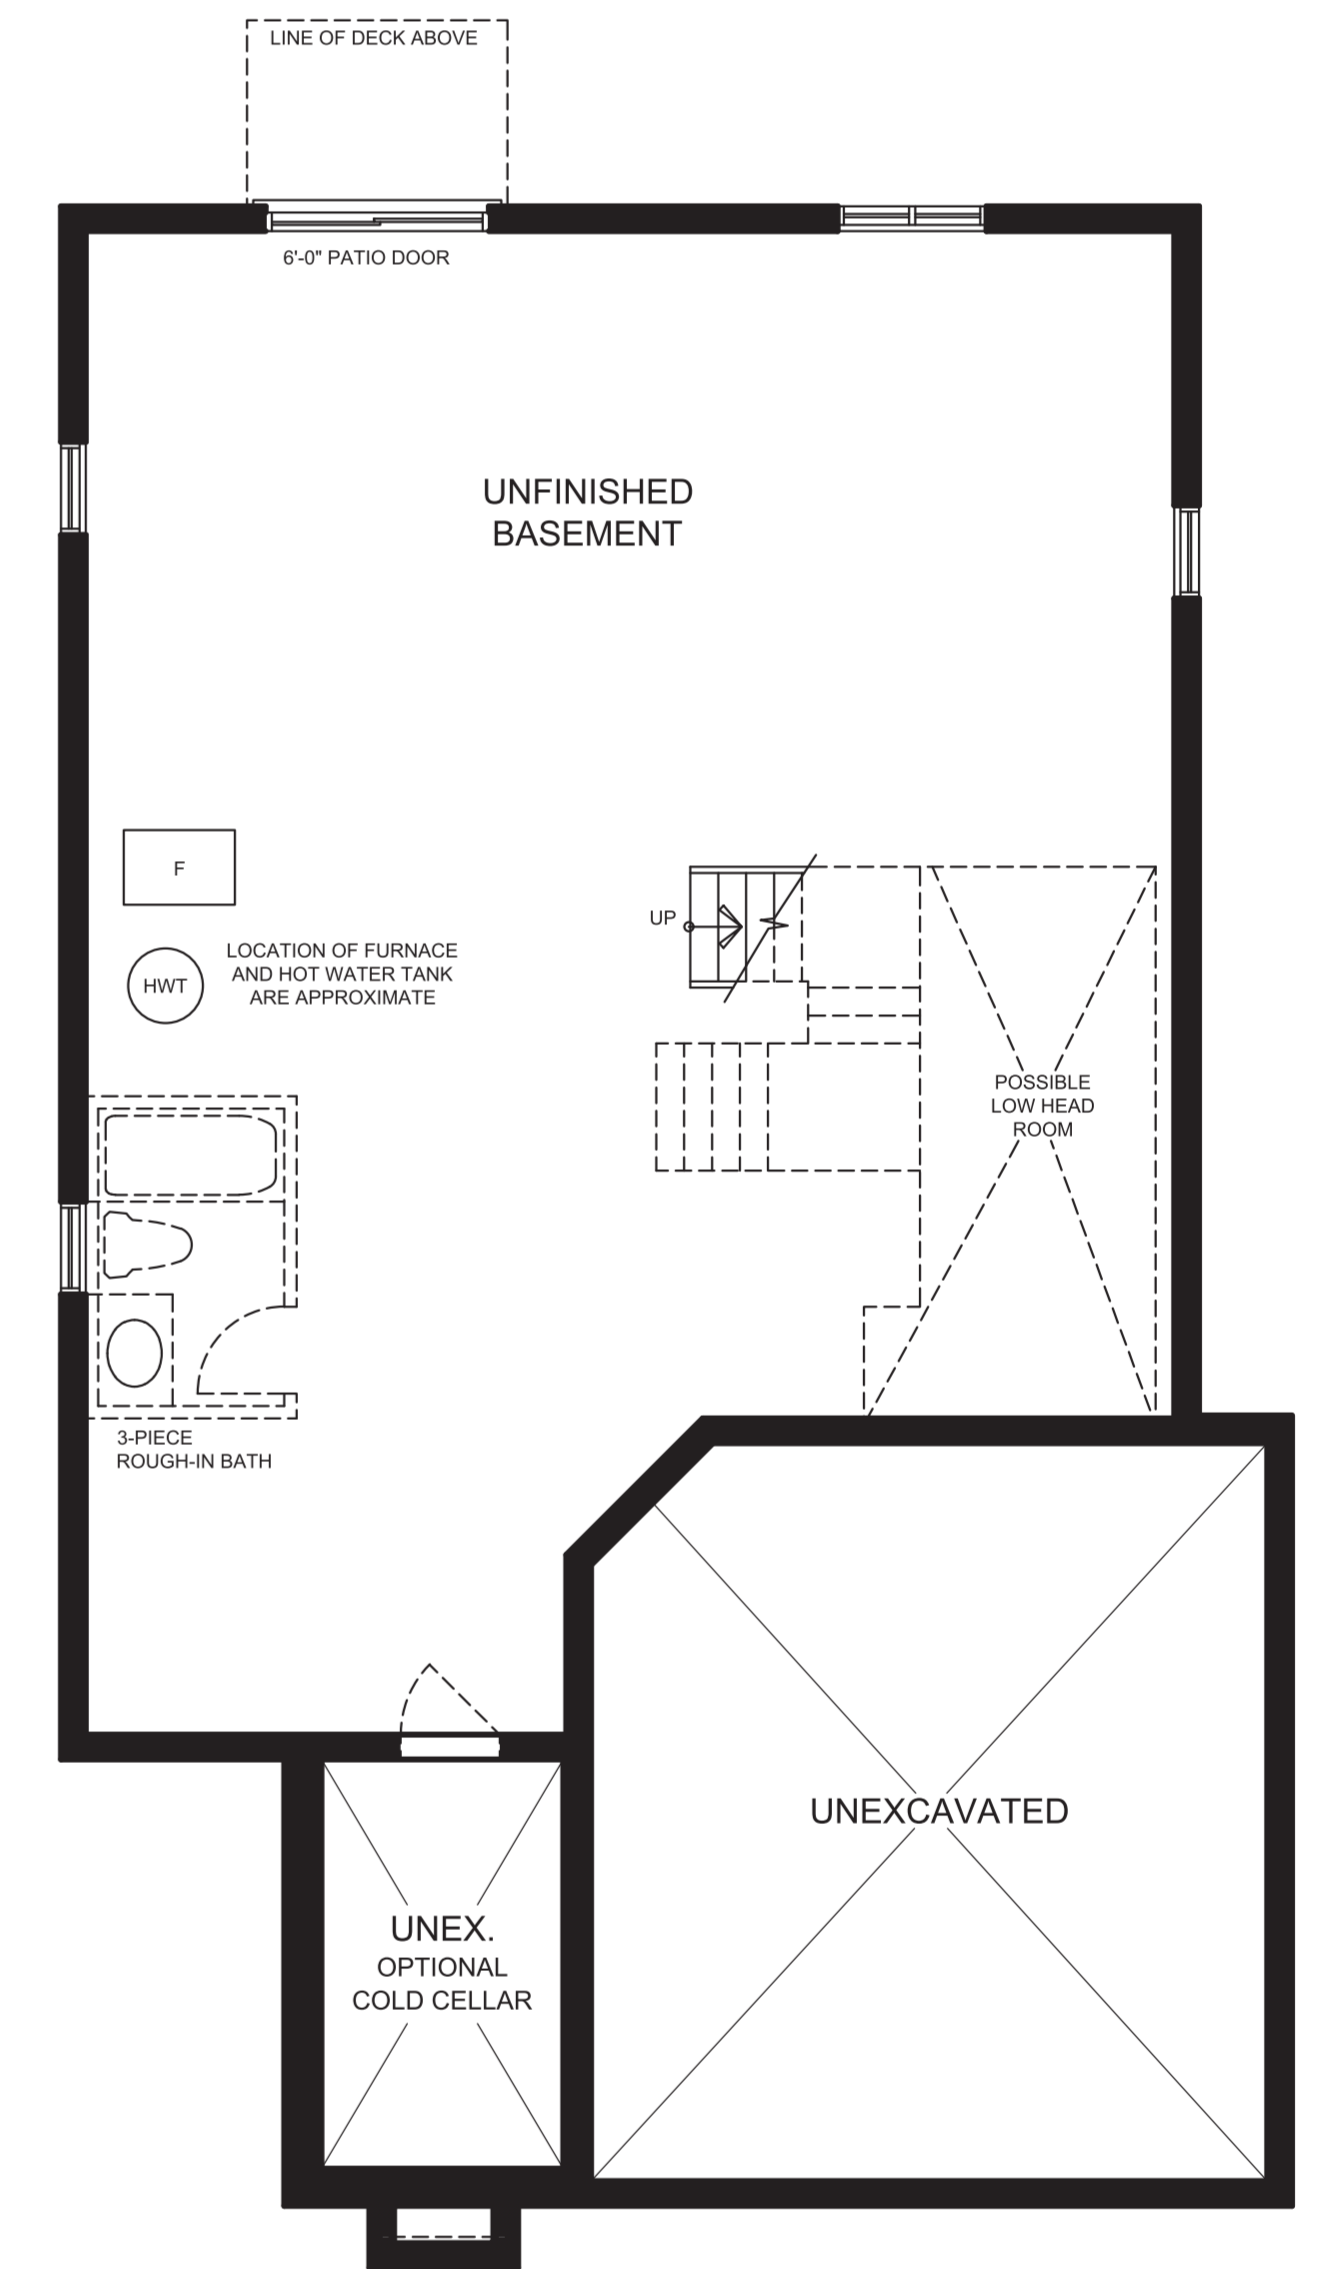 LINE OF DECK ABOVE
6'-0" PATIO DOOR
UNFINISHED
BASEMENT
F
UP
HWT
LOCATION OF FURNACE
AND HOT WATER TANK
ARE APPROXIMATE
POSSIBLE
LOW HEAD
ROOM
3-PIECE
ROUGH-IN BATH
UNEXCAVATED
UNEX.
OPTIONAL
COLD CELLAR